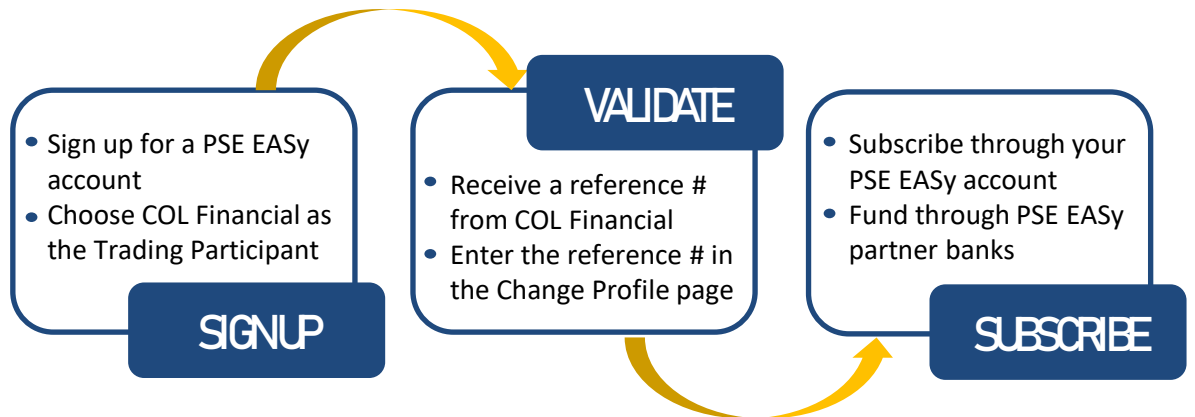 • Sign up for a PSE EASy
account
• Choose COL Financial as
the Trading Participant
SIGNUP
VALIDATE
• Receive a reference #
from COL Financial
• Enter the reference # in
the Change Profile page
• Subscribe through your
PSE EASy account
• Fund through PSE EASy
partner banks
SUBSCRIBE